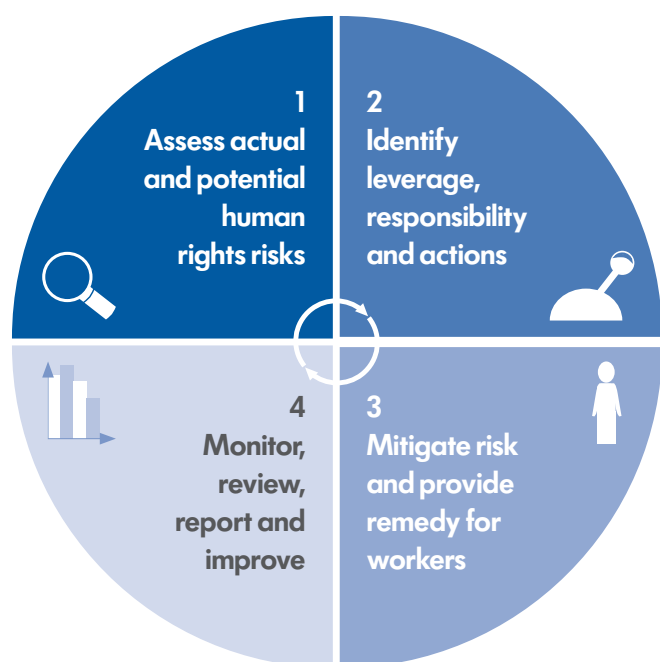 1
Assess actual
and potential
human
rights risks
2
Identify
leverage,
responsibility
and actions
3
Mitigate risk
and provide
remedy for
workers
4
Monitor,
review,
report and
improve